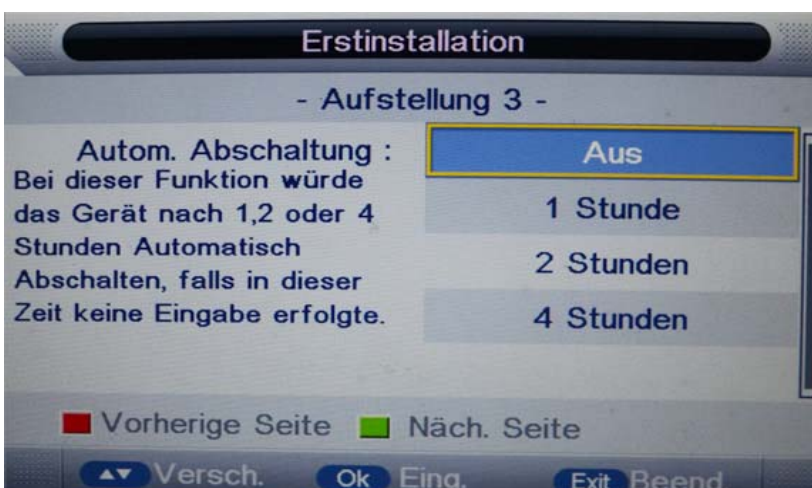 Erstinstallation
- Aufstellung 3 -
Autom. Abschaltung :
Bei dieser Funktion würde
das Gerät nach 1,2 oder 4
Stunden Automatisch
Abschalten, falls in dieser
Zeit keine Eingabe erfolgte.
Aus
1 Stunde
2 Stunden
4 Stunden
Vorherige Seite Näch. Seite
Versch. Ok Eing. Exit Beend